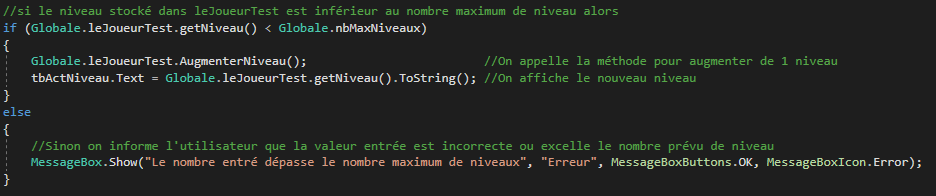 //si le niveau stocké dans leJoueurTest est inférieur au nombre maximum de niveau alors
if (Globale.leJoueurTest.getNiveau() < Globale.nbMaxNiveaux)
{
    Globale.leJoueurTest.AugmenterNiveau();                         //On appelle la méthode pour augmenter de 1 niveau
    tbActNiveau.Text = Globale.leJoueurTest.getNiveau().ToString(); //On affiche le nouveau niveau
}
else
{
    //Sinon on informe l'utilisateur que la valeur entrée est incorrecte ou excelle le nombre prévu de niveau
    MessageBox.Show("Le nombre entré dépasse le nombre maximum de niveaux", "Erreur", MessageBoxButtons.OK, MessageBoxIcon.Error);
}